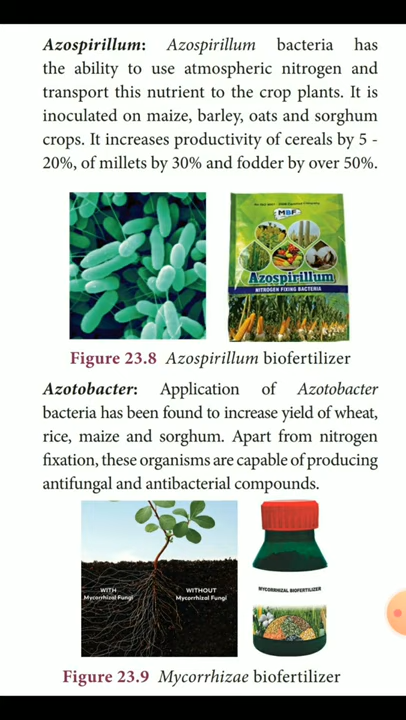 Azospirillum: Azospirillum bacteria has
the ability to use atmospheric nitrogen and
transport this nutrient to the crop plants. It is
inoculated on maize, barley, oats and sorghum
crops. It increases productivity of cereals by 5 -
20%, of millets by 30% and fodder by over 50%.
MBF
Azospirillum
NITROGEN FIXING BACTERIA
Figure 23.8 Azospirillum biofertilizer
Azotobacter: Application of Azotobacter
bacteria has been found to increase yield of wheat,
rice, maize and sorghum. Apart from nitrogen
fixation, these organisms are capable of producing
antifungal and antibacterial compounds.
WITH
Mycorrhizal Fungi
WITHOUT
Mycorrhizal Fungi
MYCORRHIZAL BIOFERTILIZER
Figure 23.9 Mycorrhizae biofertilizer